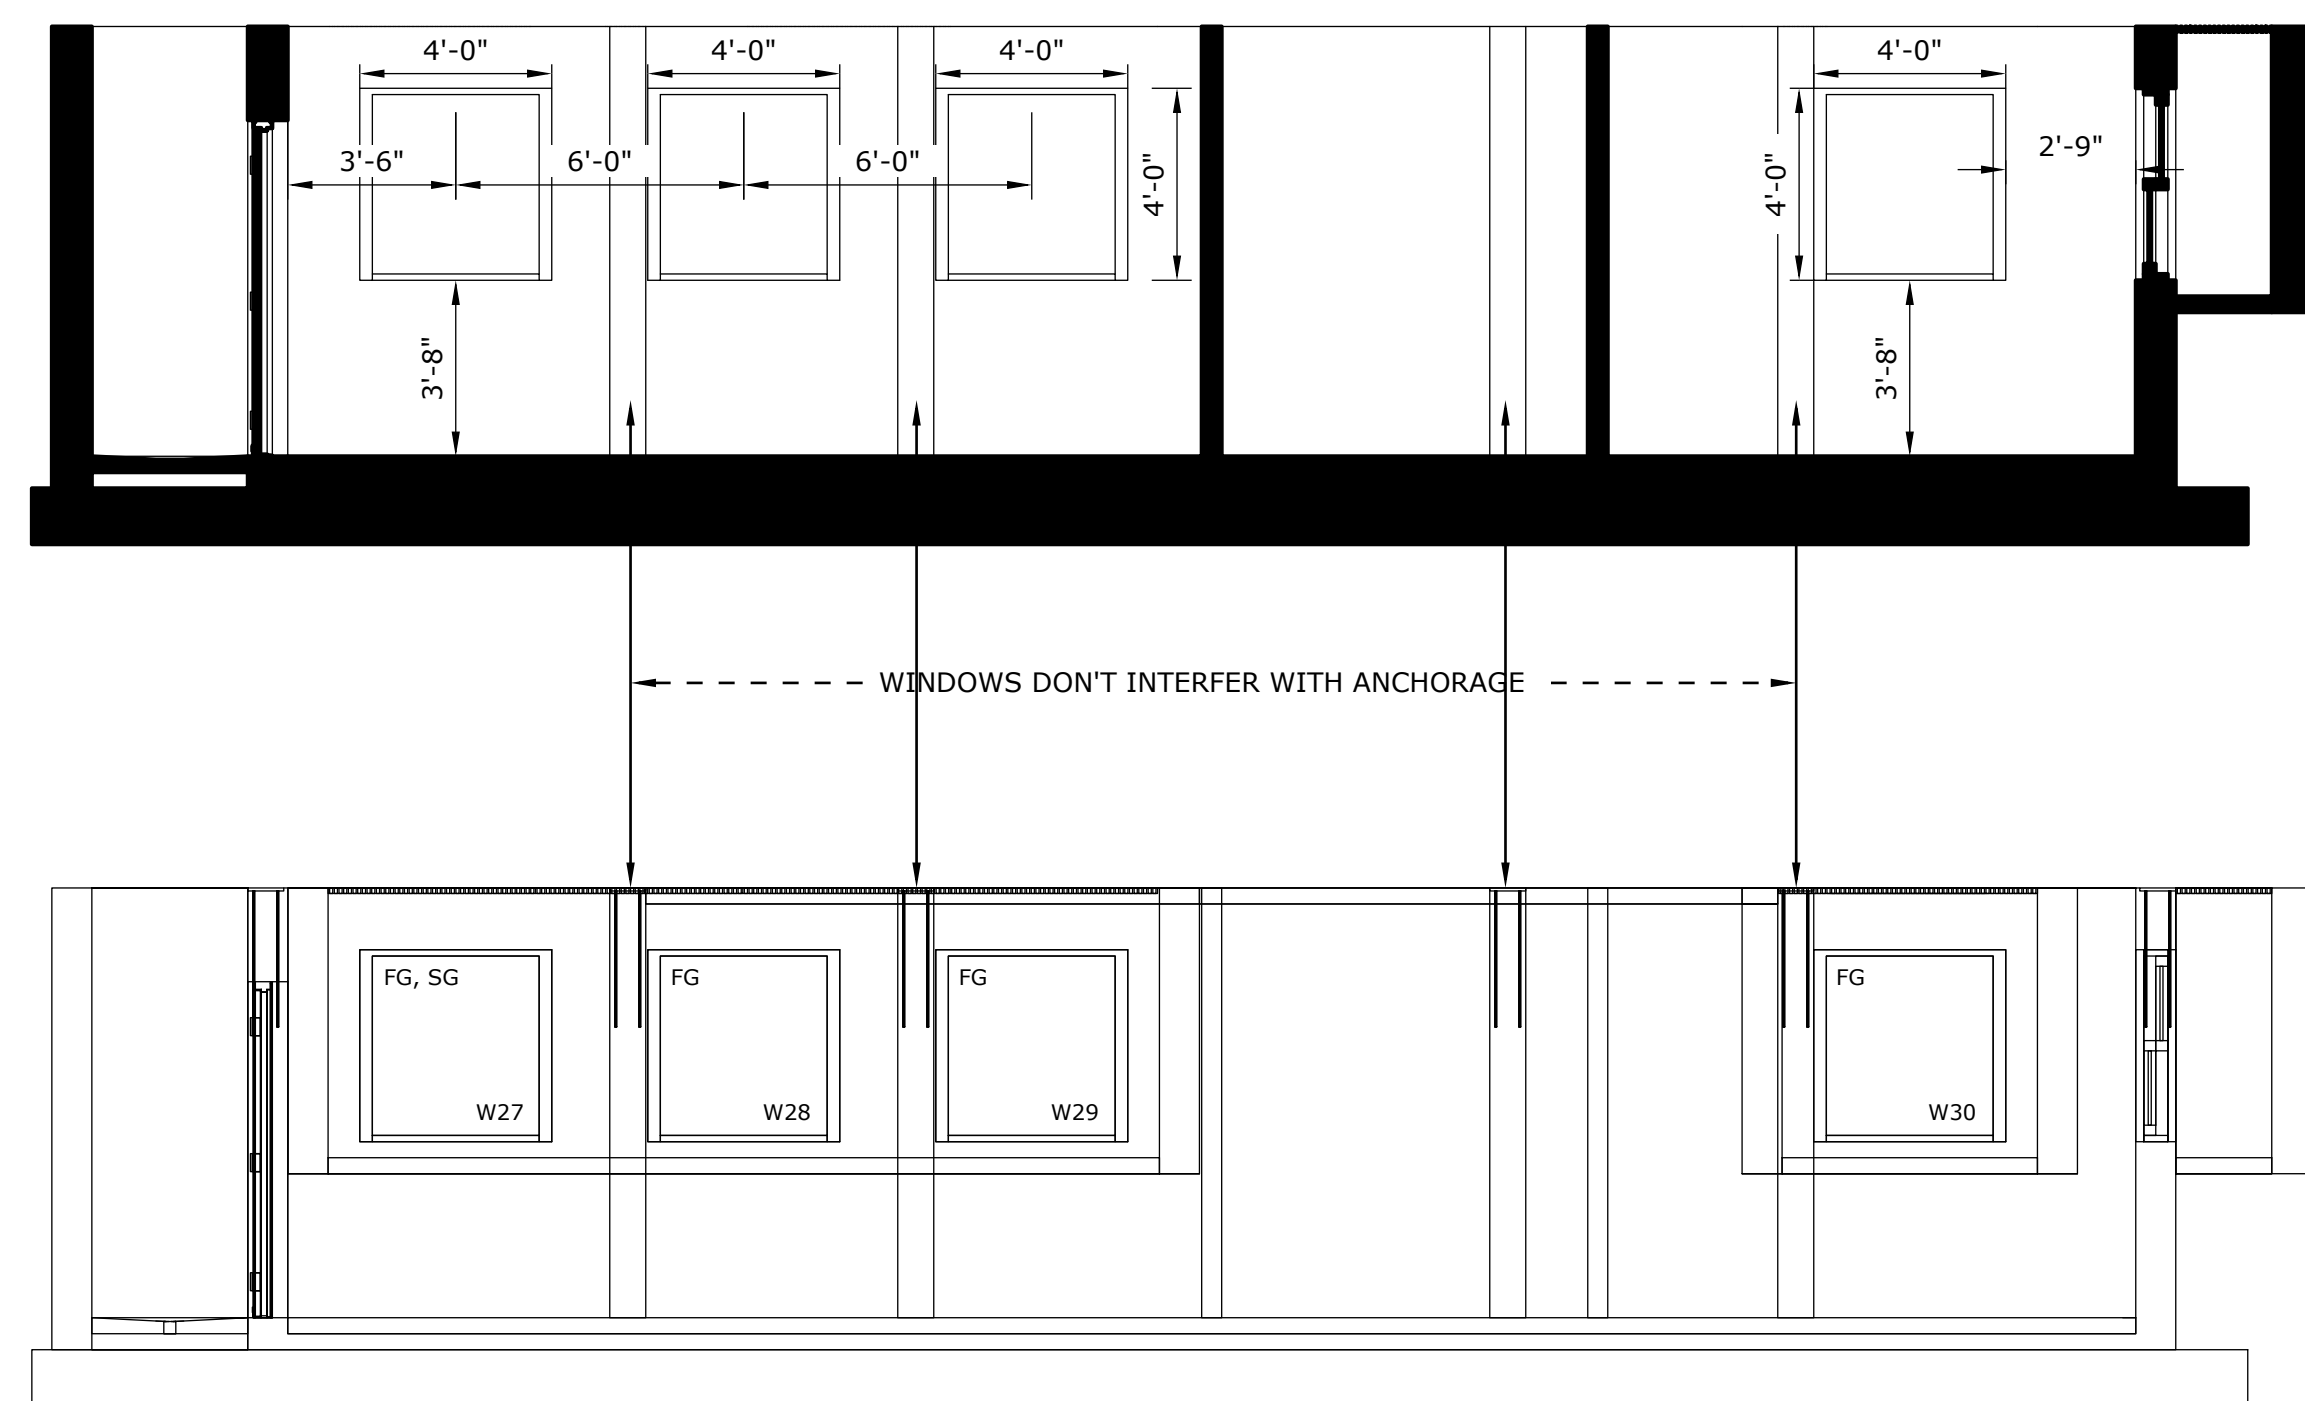 4'-0"
4'-0"
4'-0"
4'-0"
3'-6"
6'-0"
6'-0"
4'-0"
4'-0"
2'-9"
3'-8"
3'-8"
WINDOWS DON'T INTERFER WITH ANCHORAGE
FG, SG
FG
FG
FG
W27
W28
W29
W30